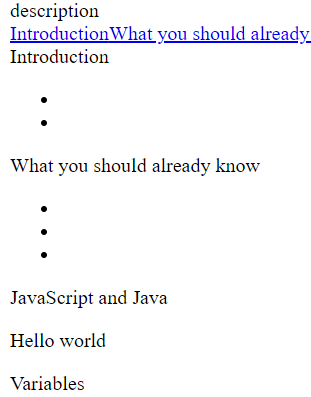 description
IntroductionWhat you should already
Introduction
What you should already know
JavaScript and Java
Hello world
Variables